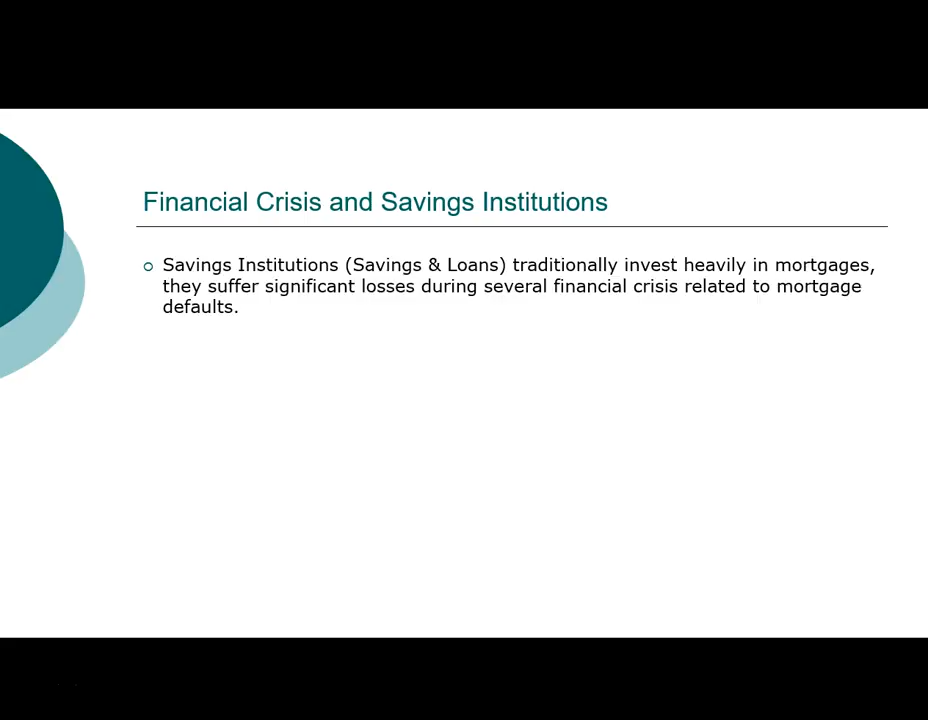 Financial Crisis and Savings Institutions
Savings Institutions (Savings & Loans) traditionally invest heavily in mortgages,
they suffer significant losses during several financial crisis related to mortgage
defaults.